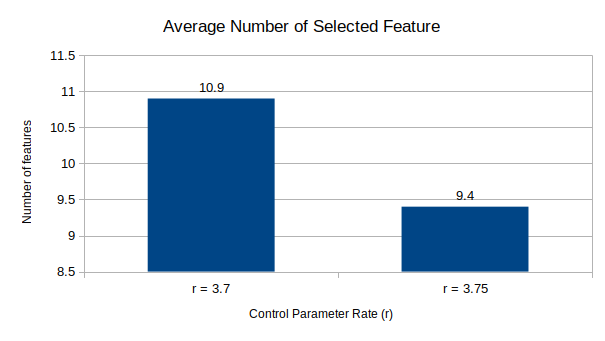 Average Number of Selected Feature
11.5
11
10.5
10
9.5
9
8.5
Number of features
10.9
9.4
r = 3.7
r = 3.75
Control Parameter Rate (r)